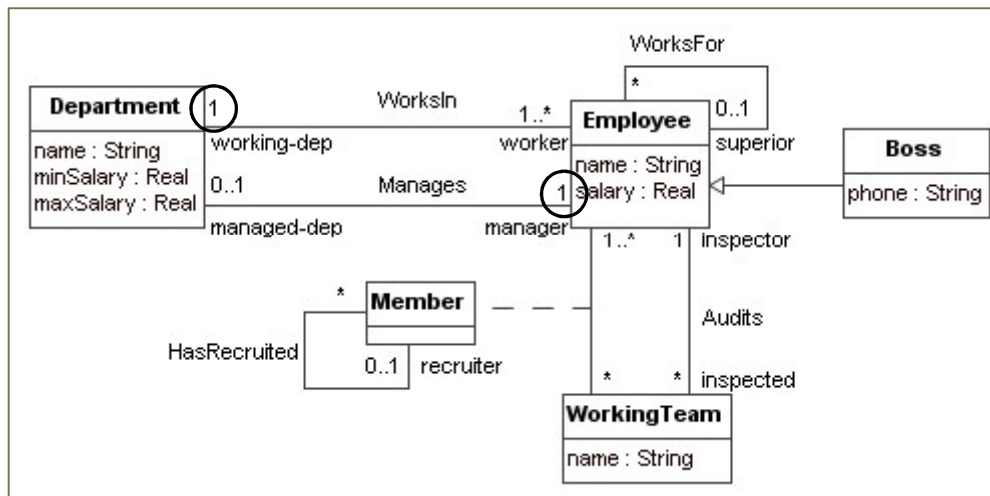 WorksFor
*
0..1
superior
Department
1
WorksIn
1..*
working-dep
worker
name : String
minSalary : Real
maxSalary : Real
0..1
Manages
1
managed-dep
manager
Employee
name : String
salary : Real
Boss
phone : String
1..*
1
inspector
Member
*
HasRecruited
0..1
recruiter
Audits
*
*
inspected
WorkingTeam
name : String